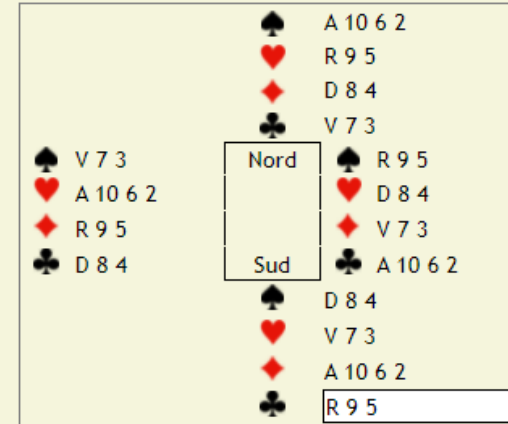 ♠ A 10 6 2
♥ R 9 5
♦ D 8 4
♣ V 7 3
♠ V 7 3 Nord ♠ R 9 5
♥ A 10 6 2 ♥ D 8 4
♦ R 9 5 ♦ V 7 3
♣ D 8 4 Sud ♣ A 10 6 2
♠ D 8 4
♥ V 7 3
♦ A 10 6 2
♣ R 9 5